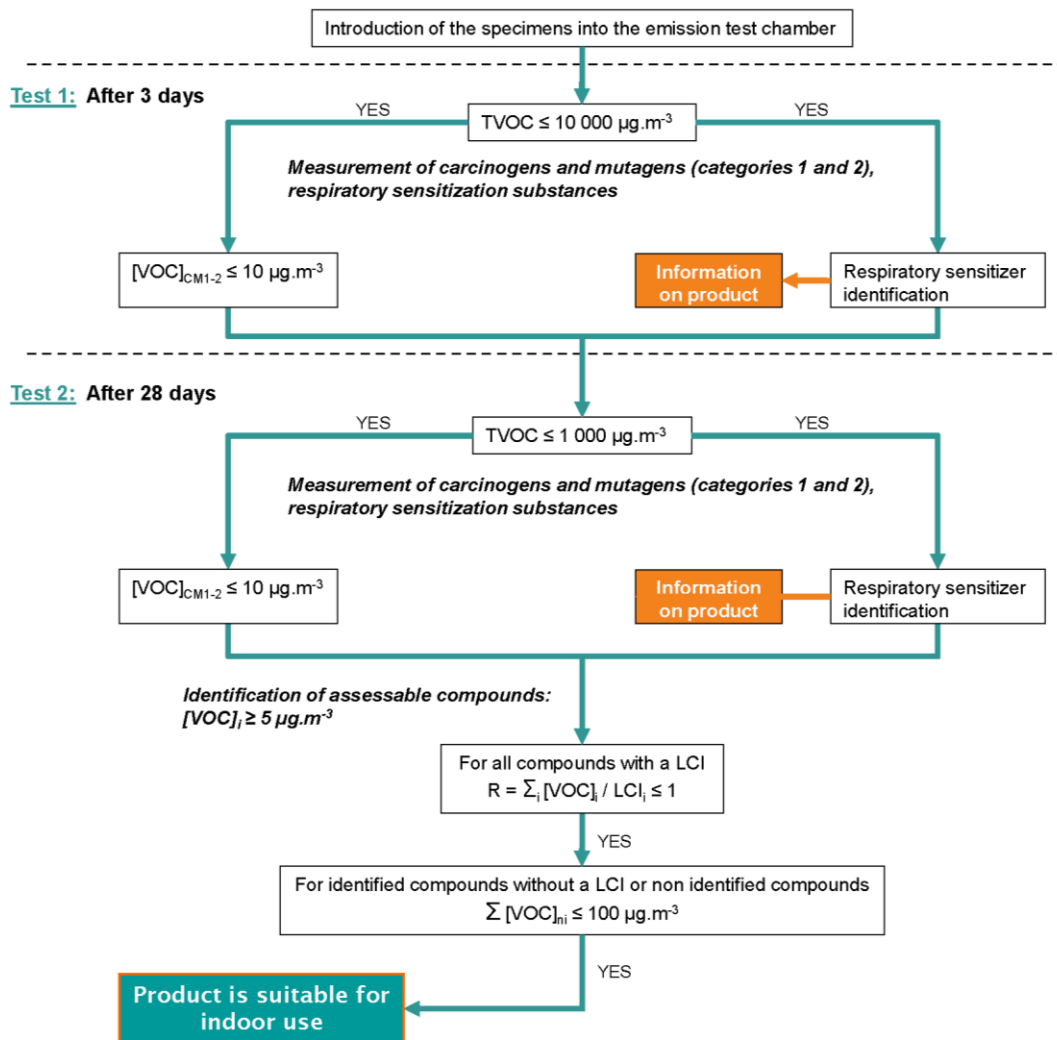 Introduction of the specimens into the emission test chamber
Test 1: After 3 days
YES
TVOC ≤ 10 000 µg.m⁻³
YES
Measurement of carcinogens and mutagens (categories 1 and 2),
respiratory sensitization substances
[VOC]CM1-2 ≤ 10 µg.m⁻³
Information
on product
Respiratory sensitizer
identification
Test 2: After 28 days
YES
TVOC ≤ 1 000 µg.m⁻³
YES
Measurement of carcinogens and mutagens (categories 1 and 2),
respiratory sensitization substances
[VOC]CM1-2 ≤ 10 µg.m⁻³
Information
on product
Respiratory sensitizer
identification
Identification of assessable compounds:
[VOC]i ≥ 5 µg.m⁻³
For all compounds with a LCI
R = Σi [VOC]i / LCIi ≤ 1
YES
For identified compounds without a LCI or non identified compounds
Σ [VOC]ni ≤ 100 µg.m⁻³
YES
Product is suitable for
indoor use